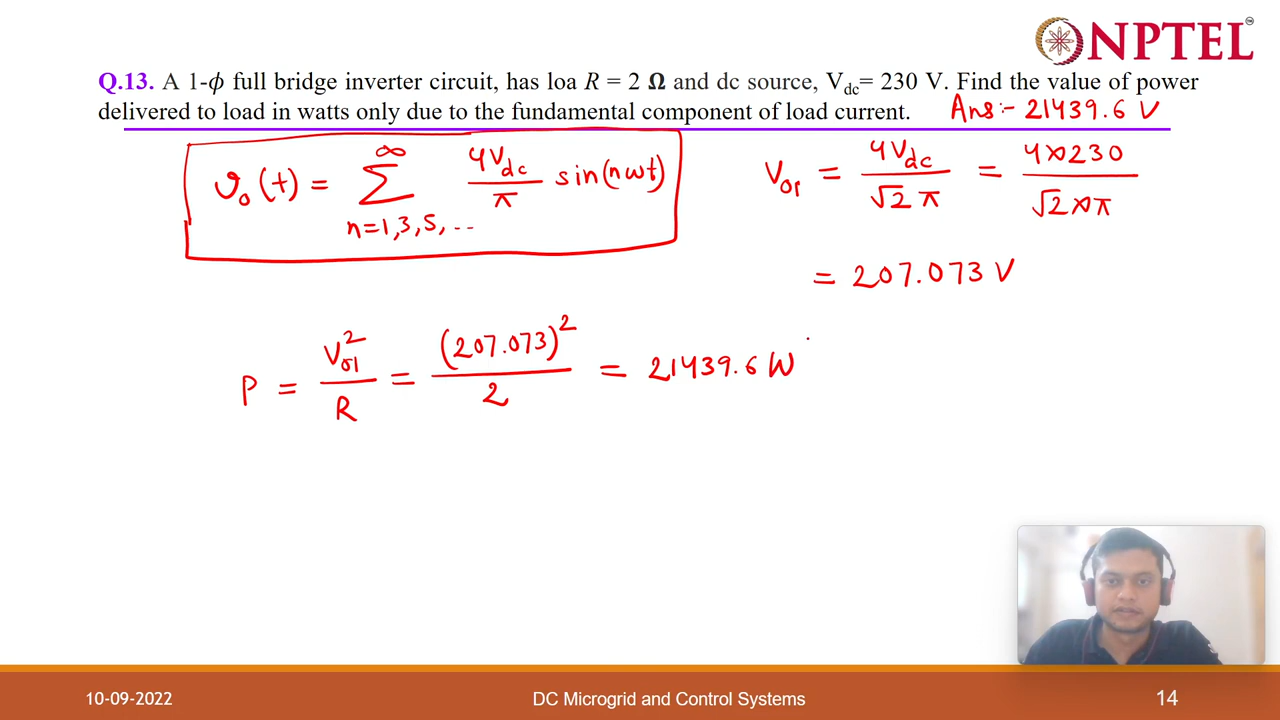 NPTEL
Q.13. A 1-ϕ full bridge inverter circuit, has loa R = 2 Ω and dc source, Vdc= 230 V. Find the value of power
delivered to load in watts only due to the fundamental component of load current. Ans:- 21439.6 V
v₀(t) = ∑_{n=1,3,5,..}^{∞} 4Vdc/π sin(nωt)
V₀₁ = 4Vdc/√2 π = 4×230/√2×π
= 207.073 V
P = V₀₁²/R = (207.073)²/2 = 21439.6 W
10-09-2022
DC Microgrid and Control Systems
14